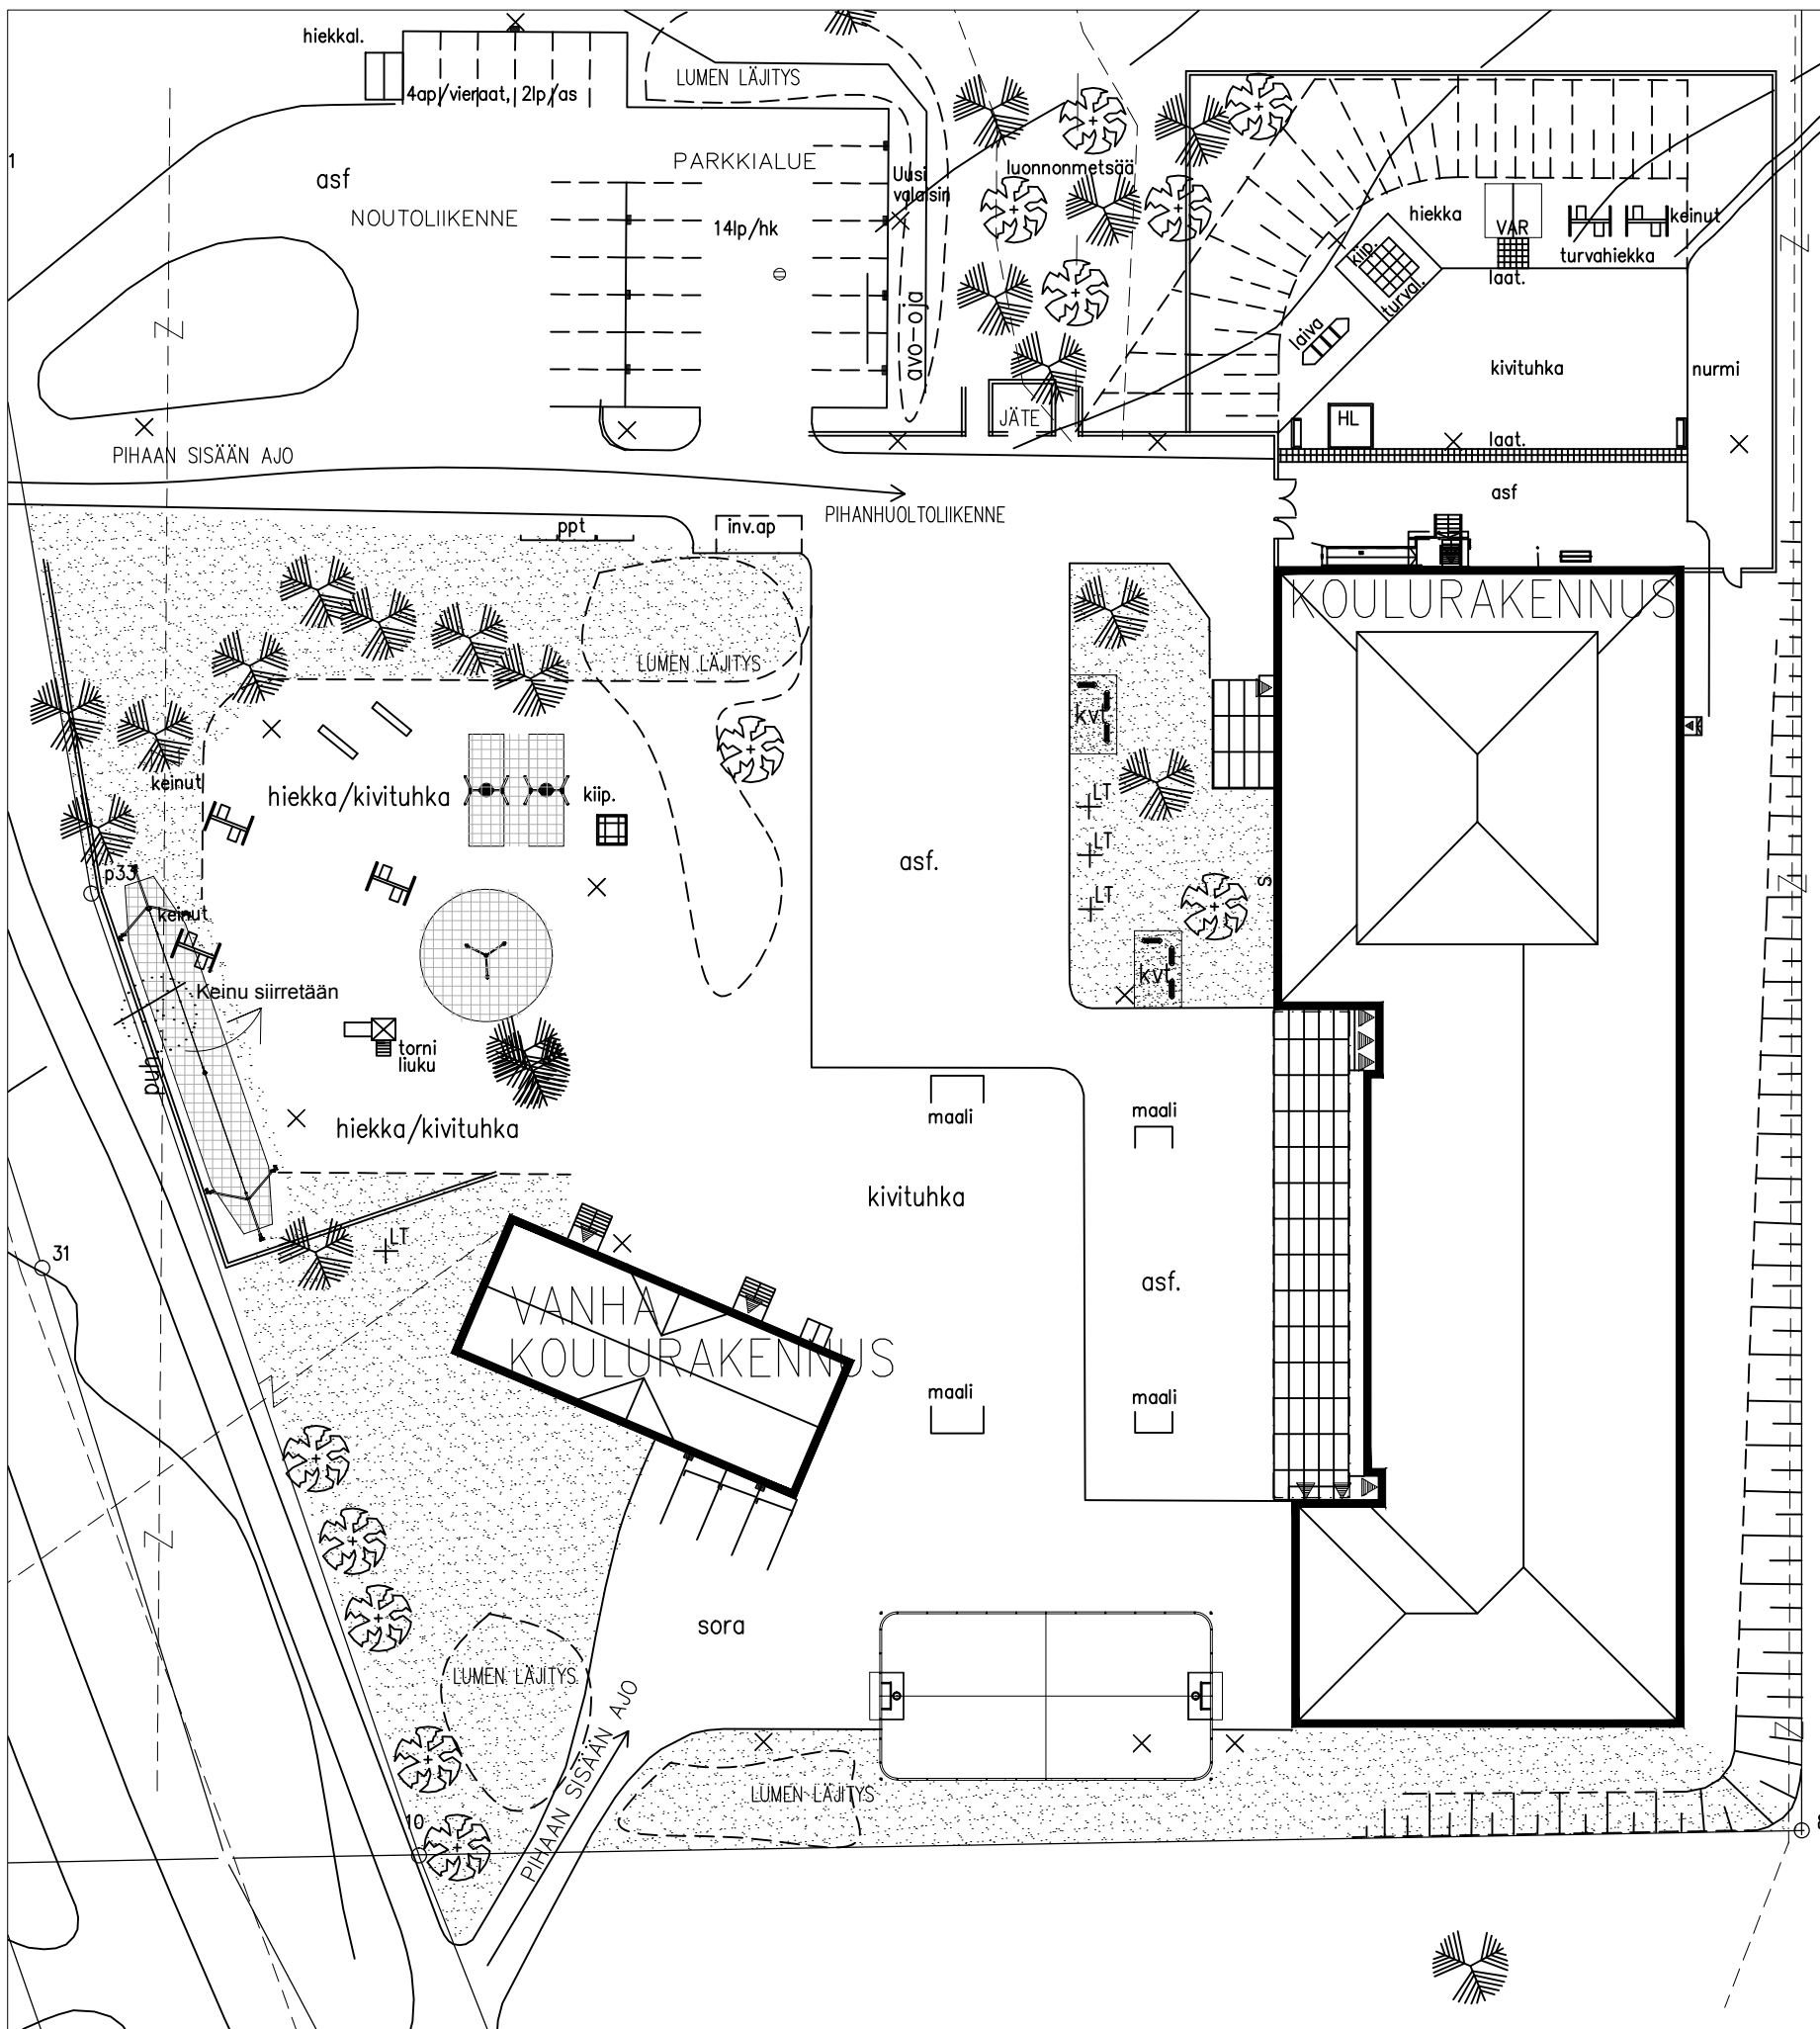 hiekkal.
LUMEN LÄJITYS
4ap/vieraat, 2lp/as
1
asf
PARKKIALUE
NOUTOLIIKENNE
14lp/hk
Uusi
valaisin
luonnonmetsää
avo-oja
JÄTE
hiekka
VAR
keinut
turvahiekka
laat.
kiip.
turval.
laiva
kivituhka
nurmi
HL
laat.
asf
PIHAAN SISÄÄN AJO
PIHANHUOLTOLIIKENNE
ppt
inv.ap
KOULURAKENNUS
LUMEN LÄJITYS
kvt
keinut
hiekka/kivituhka
kiip.
LT
LT
LT
asf.
s
p33
keinut
kvt
Keinu siirretään
torni
liuku
puh
hiekka/kivituhka
maali
maali
kivituhka
LT
31
asf.
VANHA
KOULURAKENNUS
maali
maali
sora
LUMEN LÄJITYS
PIHAAN SISÄÄN AJO
LUMEN LÄJITYS
10